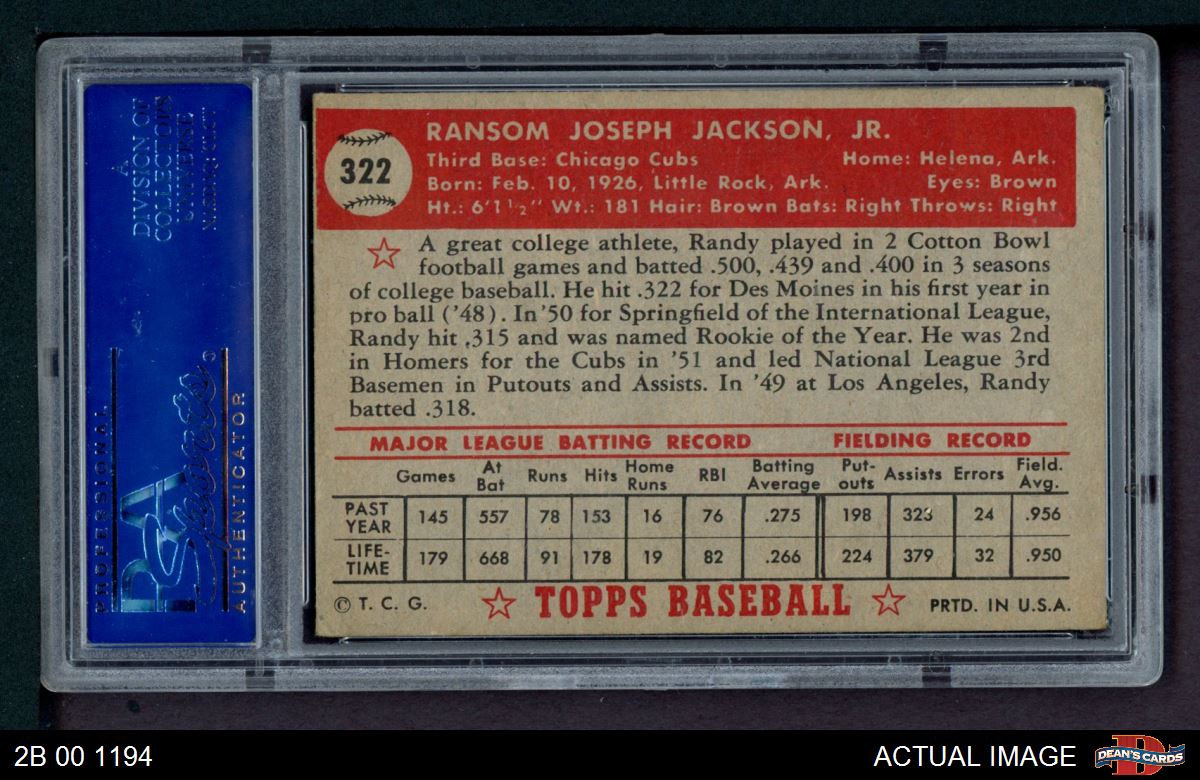 A
DIVISION OF
COLLECTORS
UNIVERSE
NASDAQ: CLCT
PROFESSIONAL
PSA
Sports
AUTHENTICATOR
322
RANSOM JOSEPH JACKSON, JR.
Third Base: Chicago Cubs Home: Helena, Ark.
Born: Feb. 10, 1926, Little Rock, Ark. Eyes: Brown
Ht.: 6'1½" Wt.: 181 Hair: Brown Bats: Right Throws: Right
A great college athlete, Randy played in 2 Cotton Bowl
football games and batted .500, .439 and .400 in 3 seasons
of college baseball. He hit .322 for Des Moines in his first year in
pro ball ('48). In '50 for Springfield of the International League,
Randy hit .315 and was named Rookie of the Year. He was 2nd
in Homers for the Cubs in '51 and led National League 3rd
Basemen in Putouts and Assists. In '49 at Los Angeles, Randy
batted .318.
MAJOR LEAGUE BATTING RECORD FIELDING RECORD
Games At Bat Runs Hits Home Runs RBI Batting Average Put-outs Assists Errors Field. Avg.
PAST YEAR 145 557 78 153 16 76 .275 198 323 24 .956
LIFE-TIME 179 668 91 178 19 82 .266 224 379 32 .950
© T. C. G. TOPPS BASEBALL PRTD. IN U.S.A.
2B 00 1194 ACTUAL IMAGE DEAN'S CARDS